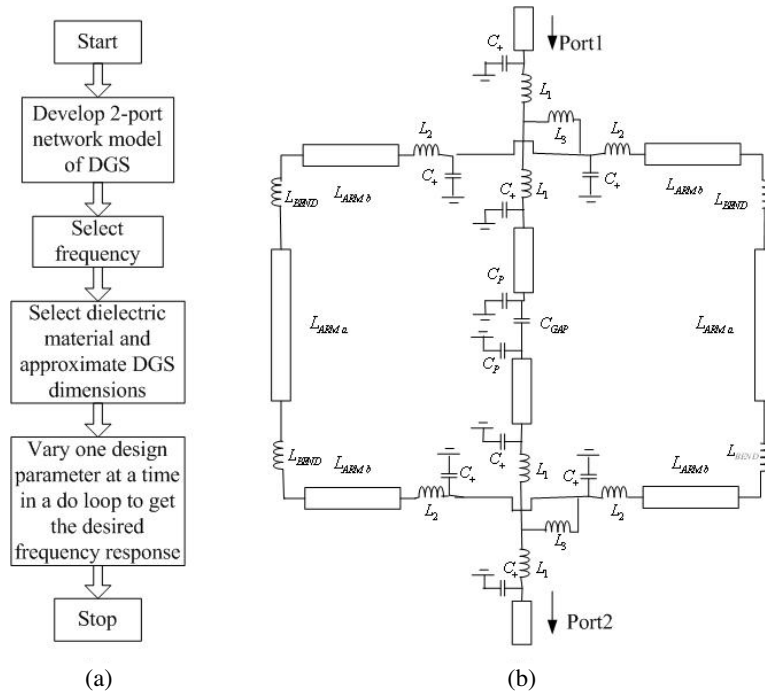 Start
Develop 2-port
network model
of DGS
Select
frequency
Select dielectric
material and
approximate DGS
dimensions
Vary one design
parameter at a time
in a do loop to get
the desired
frequency response
Stop
(a)
C+
Port1
L1
L3
L2
L2
LARM b
C+
L1
C+
C+
LARM b
LBEND
LBEND
CP
LARM a
CGAP
LARM a
CP
LBEND
LARM b
C+
C+
L1
C+
LARM b
LBEND
L2
L2
L3
C+
L1
Port2
(b)